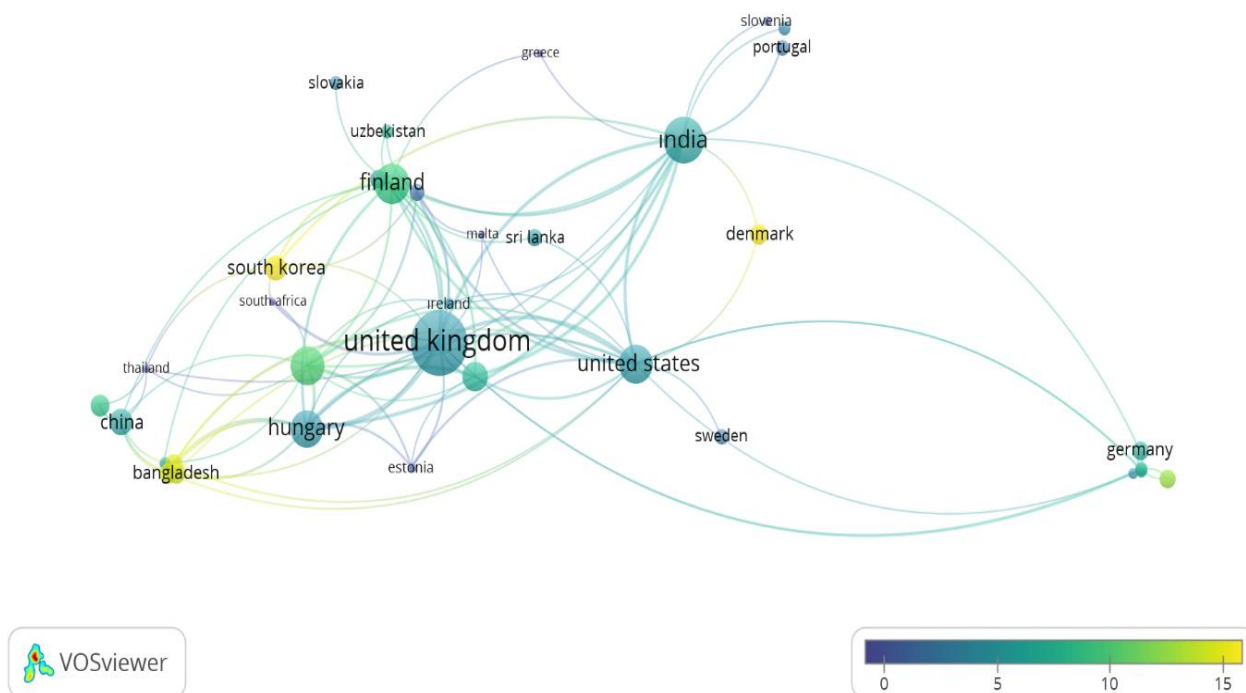 slovenia
portugal
greece
slovakia
uzbekistan
india
finland
malta
sri lanka
denmark
south korea
south africa
ireland
united kingdom
thailand
united states
china
hungary
sweden
germany
bangladesh
estonia
VOSviewer
0 5 10 15